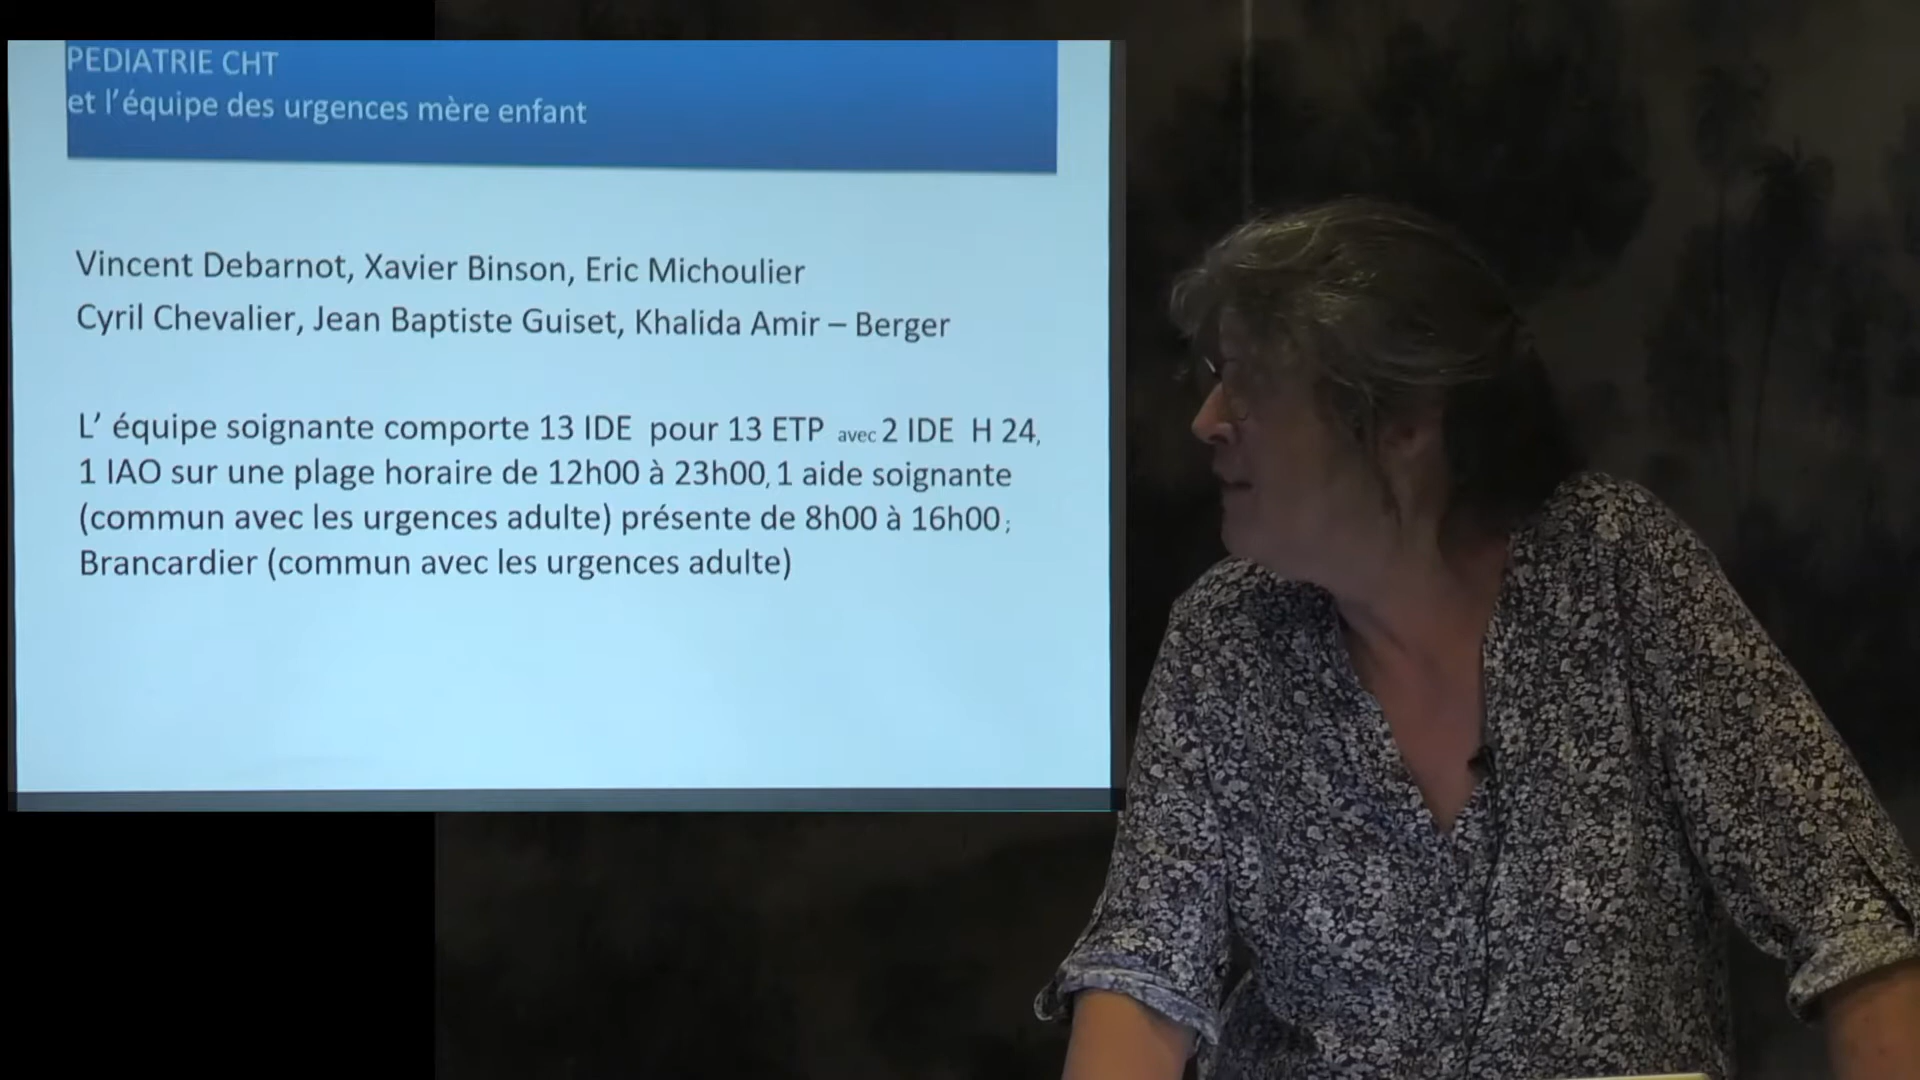 PEDIATRIE CHT
et l’équipe des urgences mère enfant
Vincent Debarnot, Xavier Binson, Eric Michoulier
Cyril Chevalier, Jean Baptiste Guiset, Khalida Amir – Berger
L’ équipe soignante comporte 13 IDE pour 13 ETP avec 2 IDE H 24,
1 IAO sur une plage horaire de 12h00 à 23h00, 1 aide soignante
(commun avec les urgences adulte) présente de 8h00 à 16h00 ;
Brancardier (commun avec les urgences adulte)